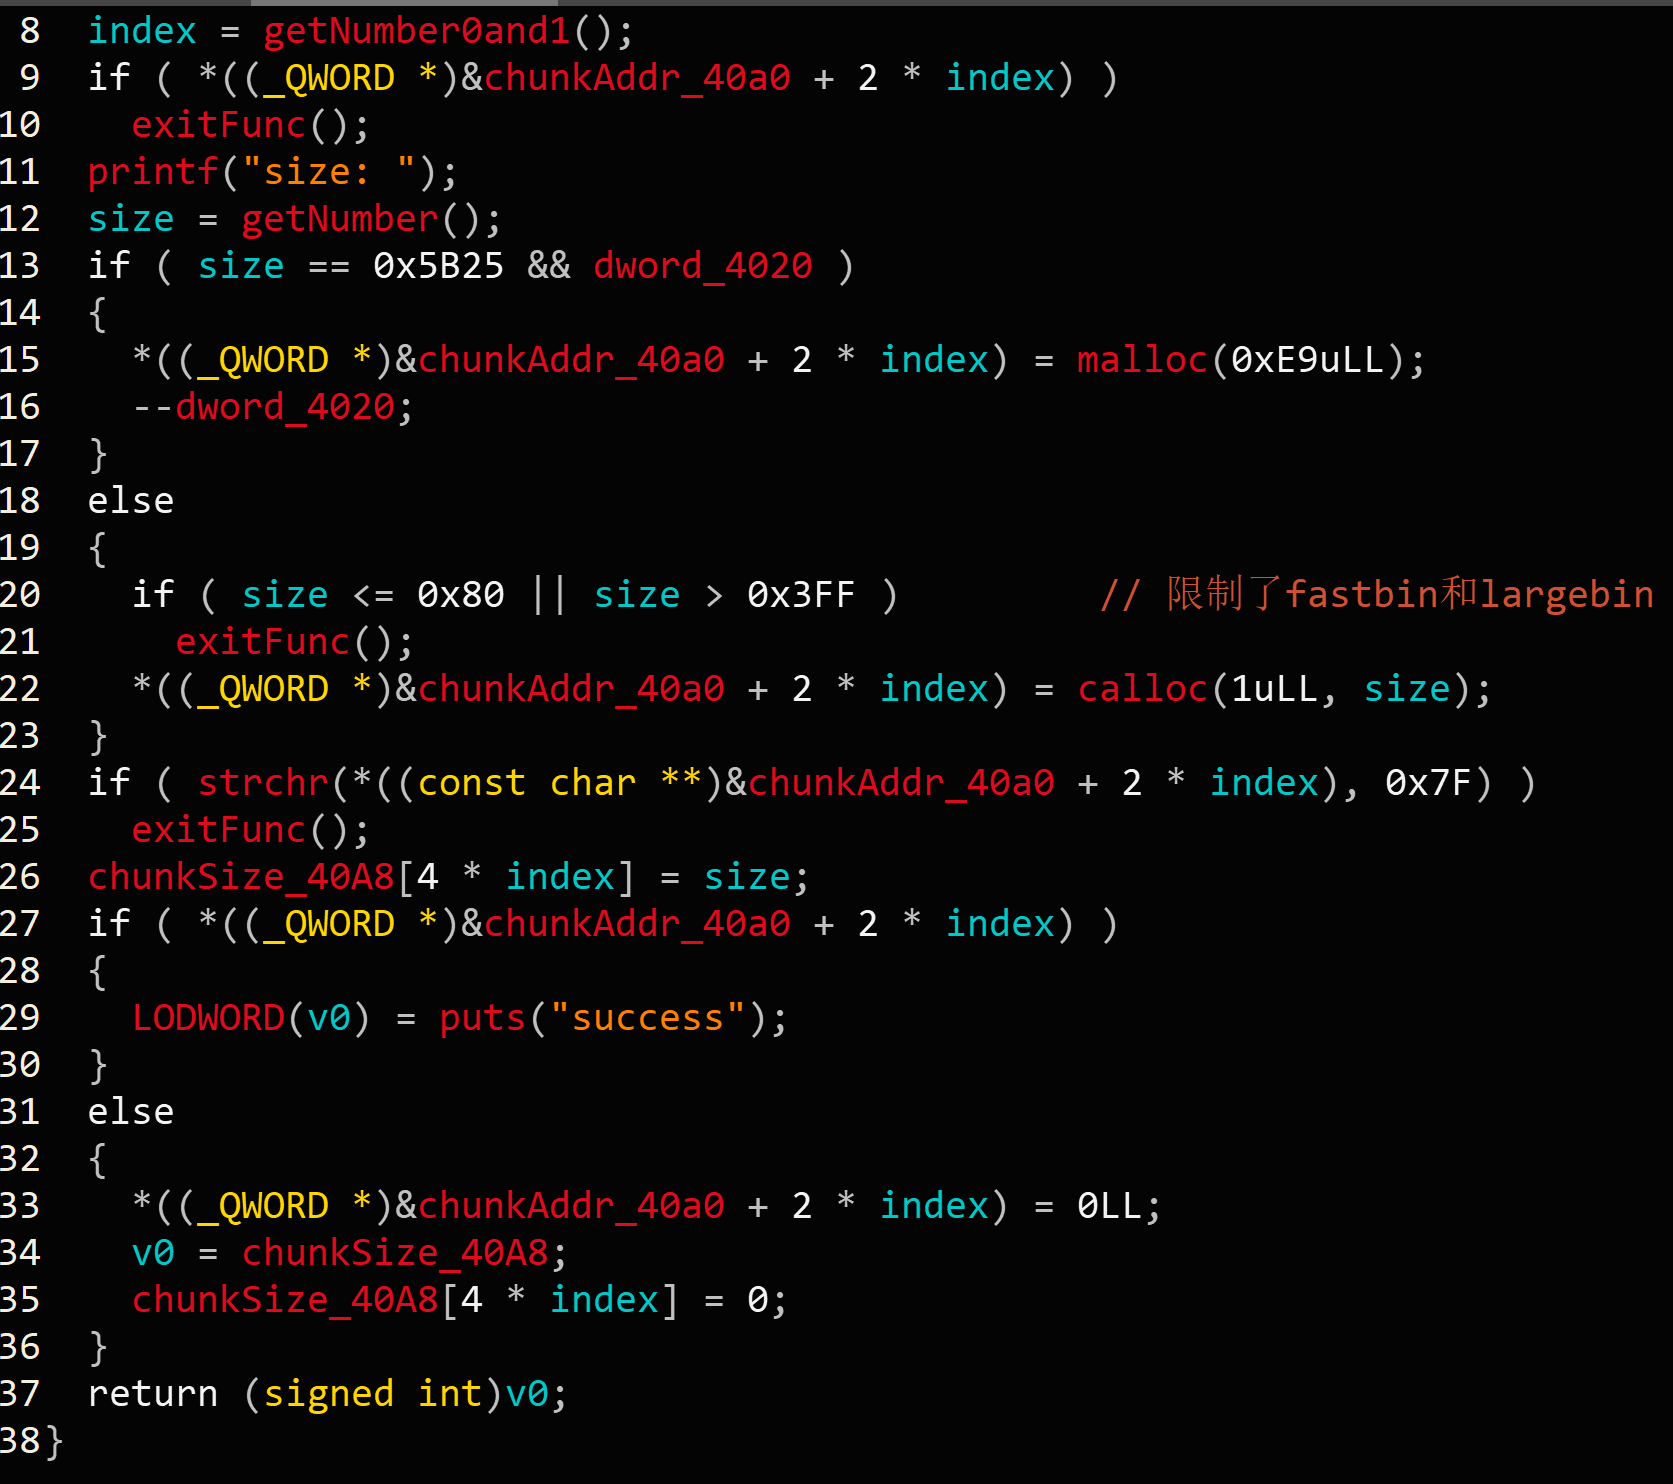 8  index = getNumber0and1();
9  if ( *((_QWORD *)&chunkAddr_40a0 + 2 * index) )
10    exitFunc();
11  printf("size: ");
12  size = getNumber();
13  if ( size == 0x5B25 && dword_4020 )
14  {
15    *((_QWORD *)&chunkAddr_40a0 + 2 * index) = malloc(0xE9uLL);
16    --dword_4020;
17  }
18  else
19  {
20    if ( size <= 0x80 || size > 0x3FF )         // 限制了fastbin和largebin
21      exitFunc();
22    *((_QWORD *)&chunkAddr_40a0 + 2 * index) = calloc(1uLL, size);
23  }
24  if ( strchr(*((const char **)&chunkAddr_40a0 + 2 * index), 0x7F) )
25    exitFunc();
26  chunkSize_40A8[4 * index] = size;
27  if ( *((_QWORD *)&chunkAddr_40a0 + 2 * index) )
28  {
29    LODWORD(v0) = puts("success");
30  }
31  else
32  {
33    *((_QWORD *)&chunkAddr_40a0 + 2 * index) = 0LL;
34    v0 = chunkSize_40A8;
35    chunkSize_40A8[4 * index] = 0;
36  }
37  return (signed int)v0;
38}